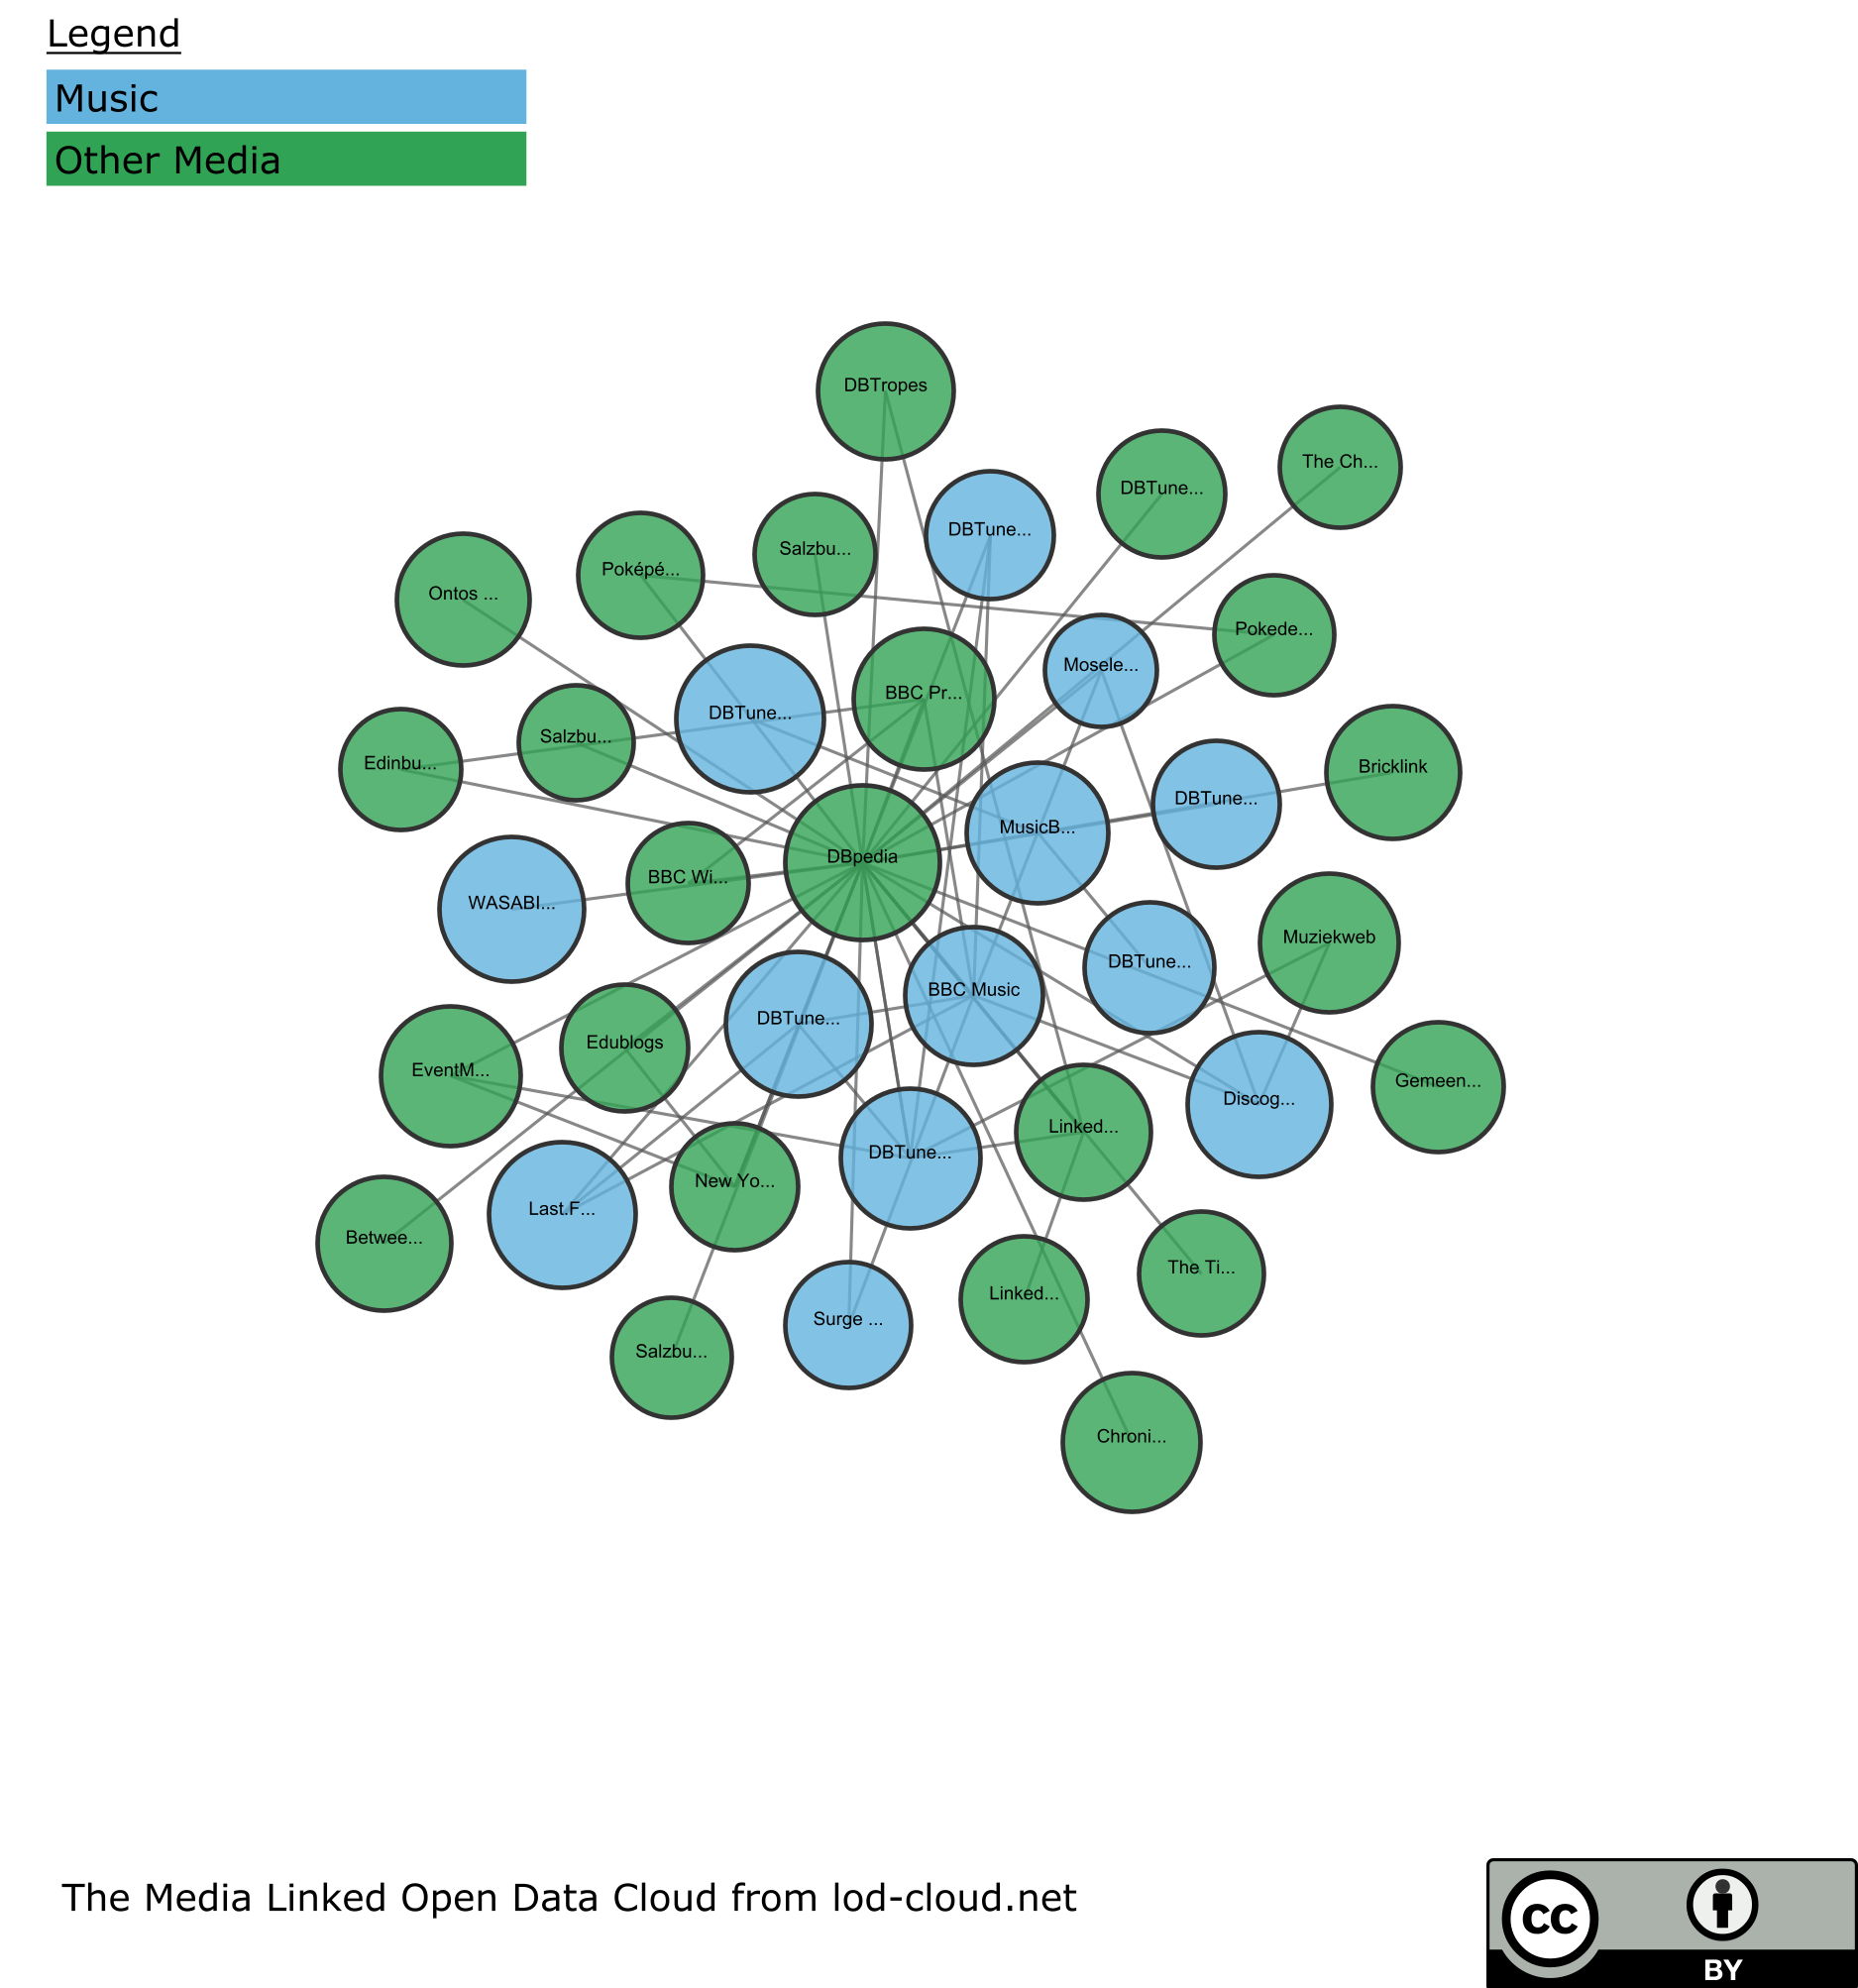 Legend
Music
Other Media
DBTropes
The Ch...
DBTune...
DBTune...
Salzbu...
Poképé...
Ontos ...
Pokede...
Mosele...
BBC Pr...
DBTune...
Salzbu...
Edinbu...
Bricklink
DBTune...
MusicB...
DBpedia
BBC Wi...
WASABI...
Muziekweb
DBTune...
BBC Music
DBTune...
Edublogs
EventM...
Gemeen...
Discog...
Linked...
DBTune...
New Yo...
Last.F...
Betwee...
The Ti...
Linked...
Surge ...
Salzbu...
Chroni...
The Media Linked Open Data Cloud from lod-cloud.net
cc
BY